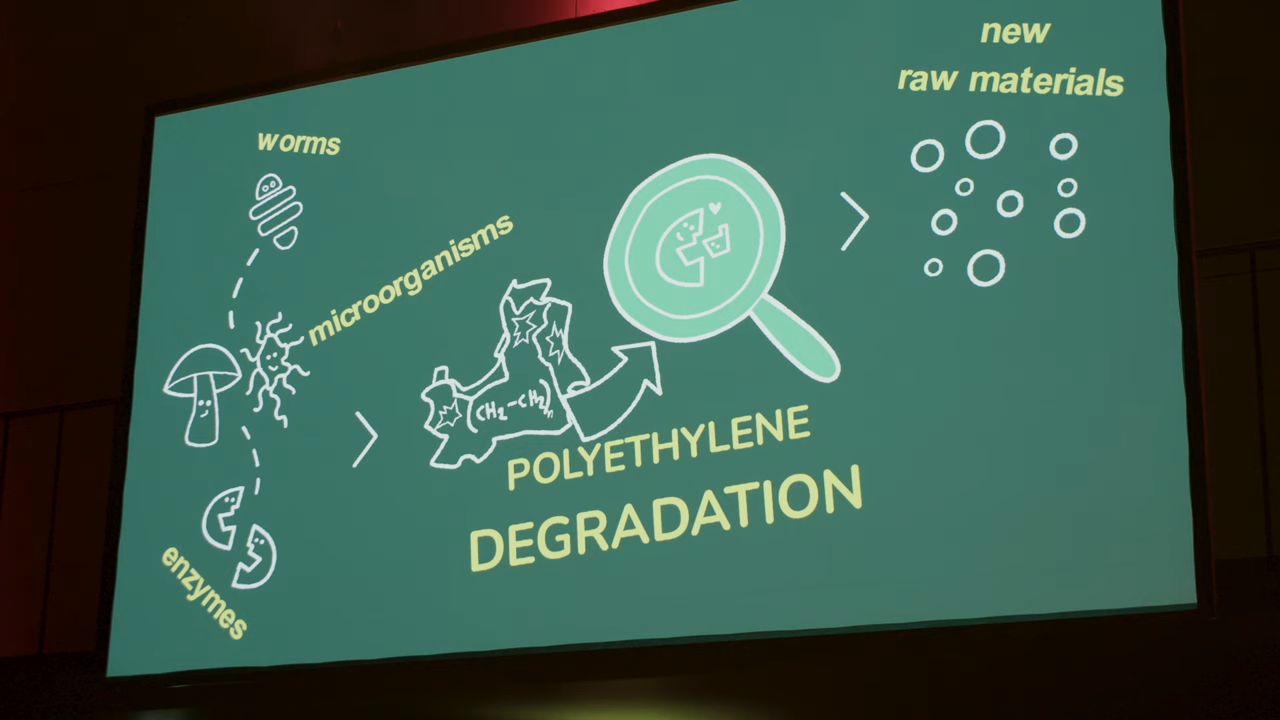 worms
microorganisms
enzymes
(CH₂-CH₂)n
POLYETHYLENE
DEGRADATION
new
raw materials